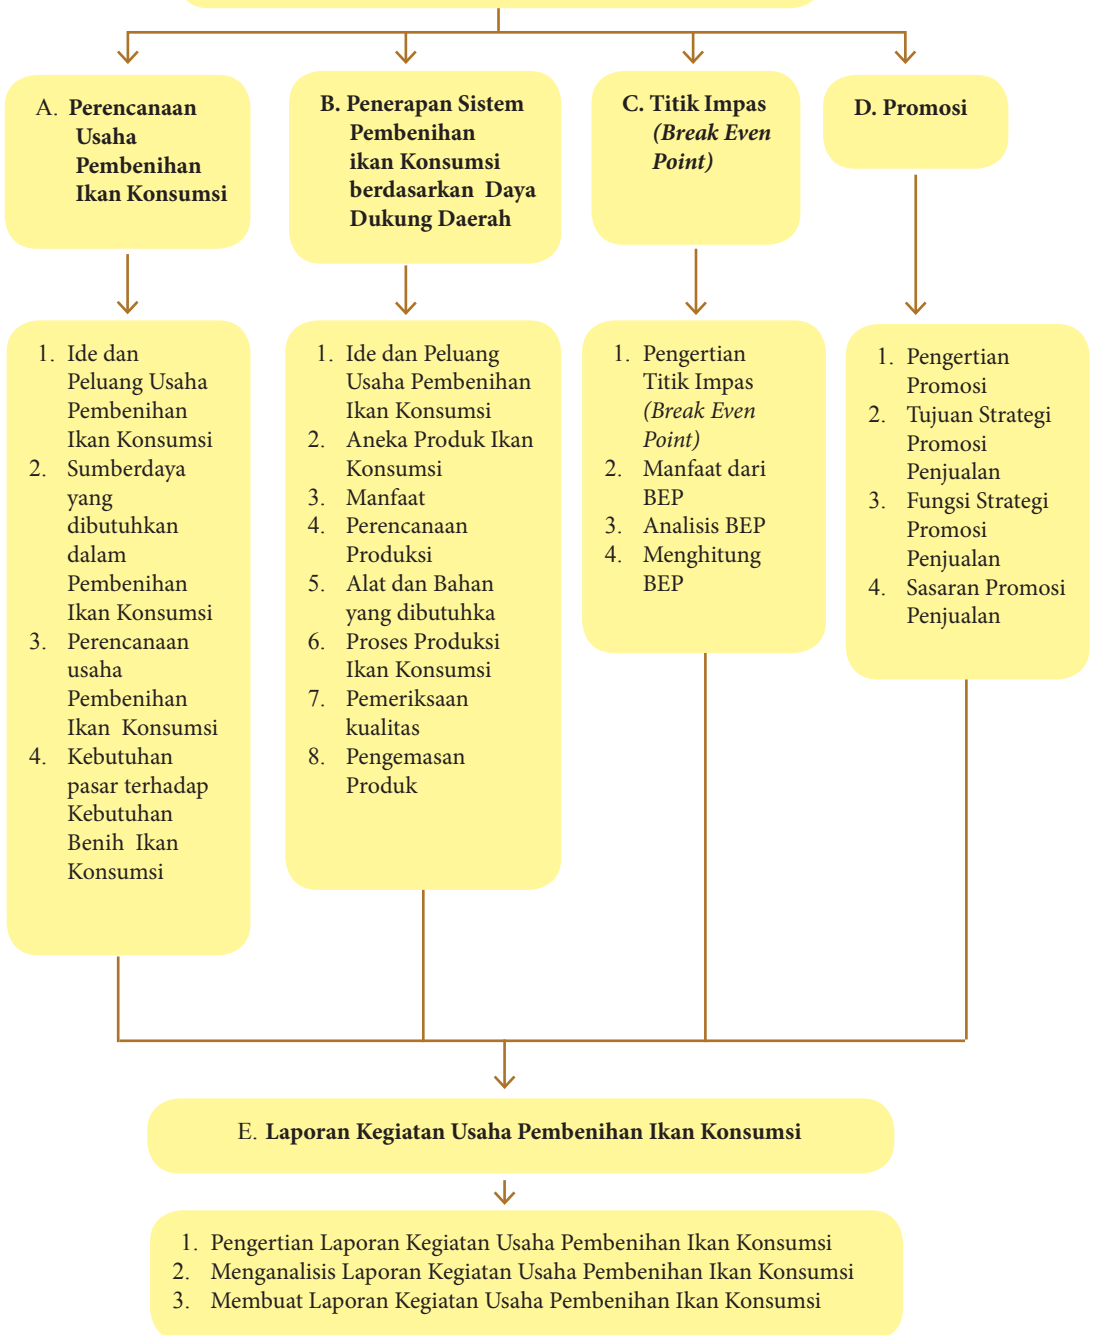 A. Perencanaan
Usaha
Pembenihan
Ikan Konsumsi
B. Penerapan Sistem
Pembenihan
ikan Konsumsi
berdasarkan Daya
Dukung Daerah
C. Titik Impas
(Break Even
Point)
D. Promosi
1. Ide dan
Peluang Usaha
Pembenihan
Ikan Konsumsi
2. Sumberdaya
yang
dibutuhkan
dalam
Pembenihan
Ikan Konsumsi
3. Perencanaan
usaha
Pembenihan
Ikan Konsumsi
4. Kebutuhan
pasar terhadap
Kebutuhan
Benih Ikan
Konsumsi
1. Ide dan Peluang
Usaha Pembenihan
Ikan Konsumsi
2. Aneka Produk Ikan
Konsumsi
3. Manfaat
4. Perencanaan
Produksi
5. Alat dan Bahan
yang dibutuhka
6. Proses Produksi
Ikan Konsumsi
7. Pemeriksaan
kualitas
8. Pengemasan
Produk
1. Pengertian
Titik Impas
(Break Even
Point)
2. Manfaat dari
BEP
3. Analisis BEP
4. Menghitung
BEP
1. Pengertian
Promosi
2. Tujuan Strategi
Promosi
Penjualan
3. Fungsi Strategi
Promosi
Penjualan
4. Sasaran Promosi
Penjualan
E. Laporan Kegiatan Usaha Pembenihan Ikan Konsumsi
1. Pengertian Laporan Kegiatan Usaha Pembenihan Ikan Konsumsi
2. Menganalisis Laporan Kegiatan Usaha Pembenihan Ikan Konsumsi
3. Membuat Laporan Kegiatan Usaha Pembenihan Ikan Konsumsi